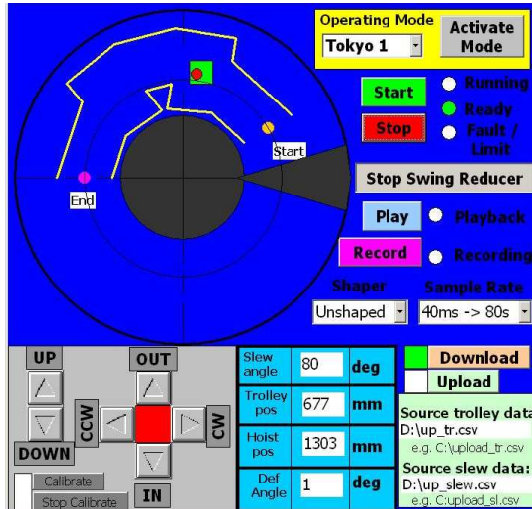 Operating Mode
Tokyo 1
Activate
Mode
Start
Running
Ready
Stop
Fault /
Limit
Start
End
Stop Swing Reducer
Play
Playback
Record
Recording
Shaper
Sample Rate
Unshaped
40ms -> 80s
UP
OUT
CCW
CW
DOWN
IN
Calibrate
Stop Calibrate
Slew
angle
80
deg
Trolley
pos
677
mm
Hoist
pos
1303
mm
Def
Angle
1
deg
Download
Upload
Source trolley data:
D:\up_tr.csv
e.g. C:\upload_tr.csv
Source slew data:
D:\up_slew.csv
e.g. C:upload_sl.csv